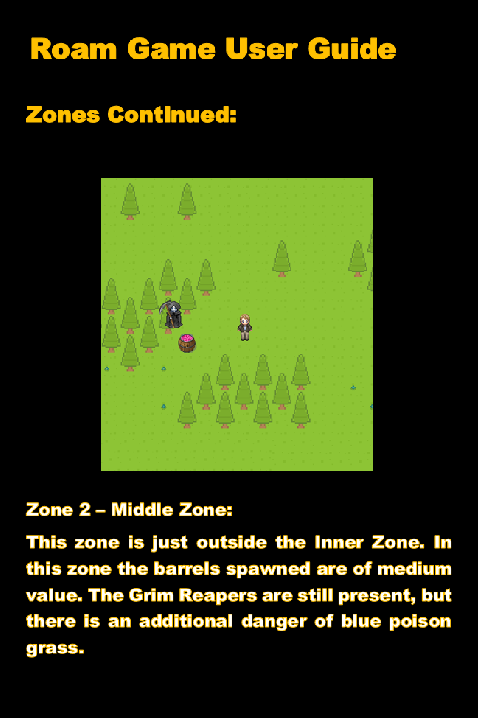 Roam Game User Guide
Zones Continued:
Zone 2 – Middle Zone:
This zone is just outside the Inner Zone. In
this zone the barrels spawned are of medium
value. The Grim Reapers are still present, but
there is an additional danger of blue poison
grass.